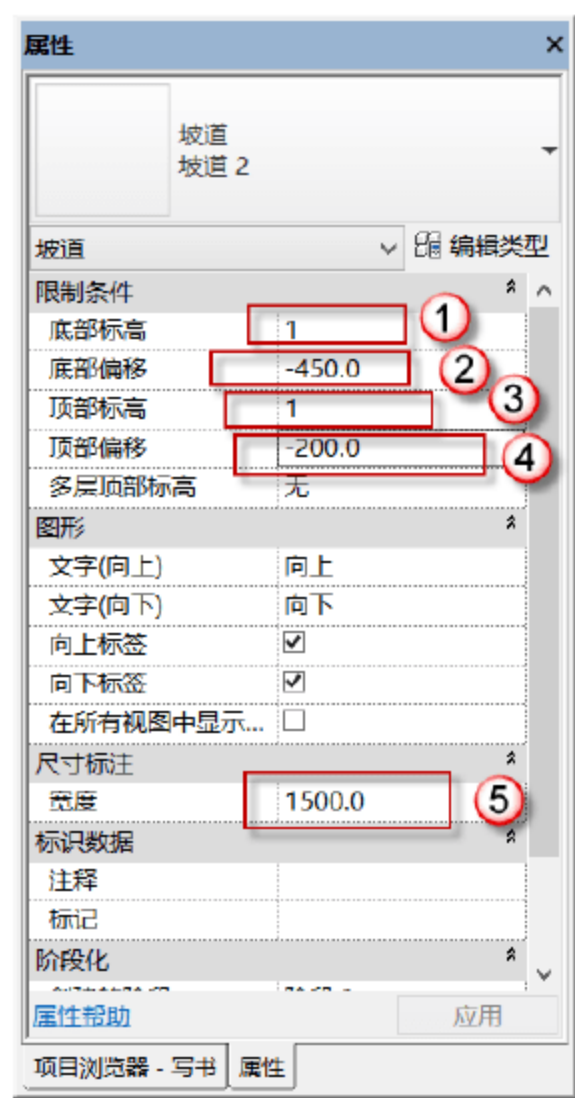 属性
坡道
坡道 2
坡道 编辑类型
限制条件
底部标高 1 1
底部偏移 -450.0 2
顶部标高 1 3
顶部偏移 -200.0 4
多层顶部标高 无
图形
文字(向上) 向上
文字(向下) 向下
向上标签
向下标签
在所有视图中显示...
尺寸标注
宽度 1500.0 5
标识数据
注释
标记
阶段化
属性帮助 应用
项目浏览器 - 写书 属性